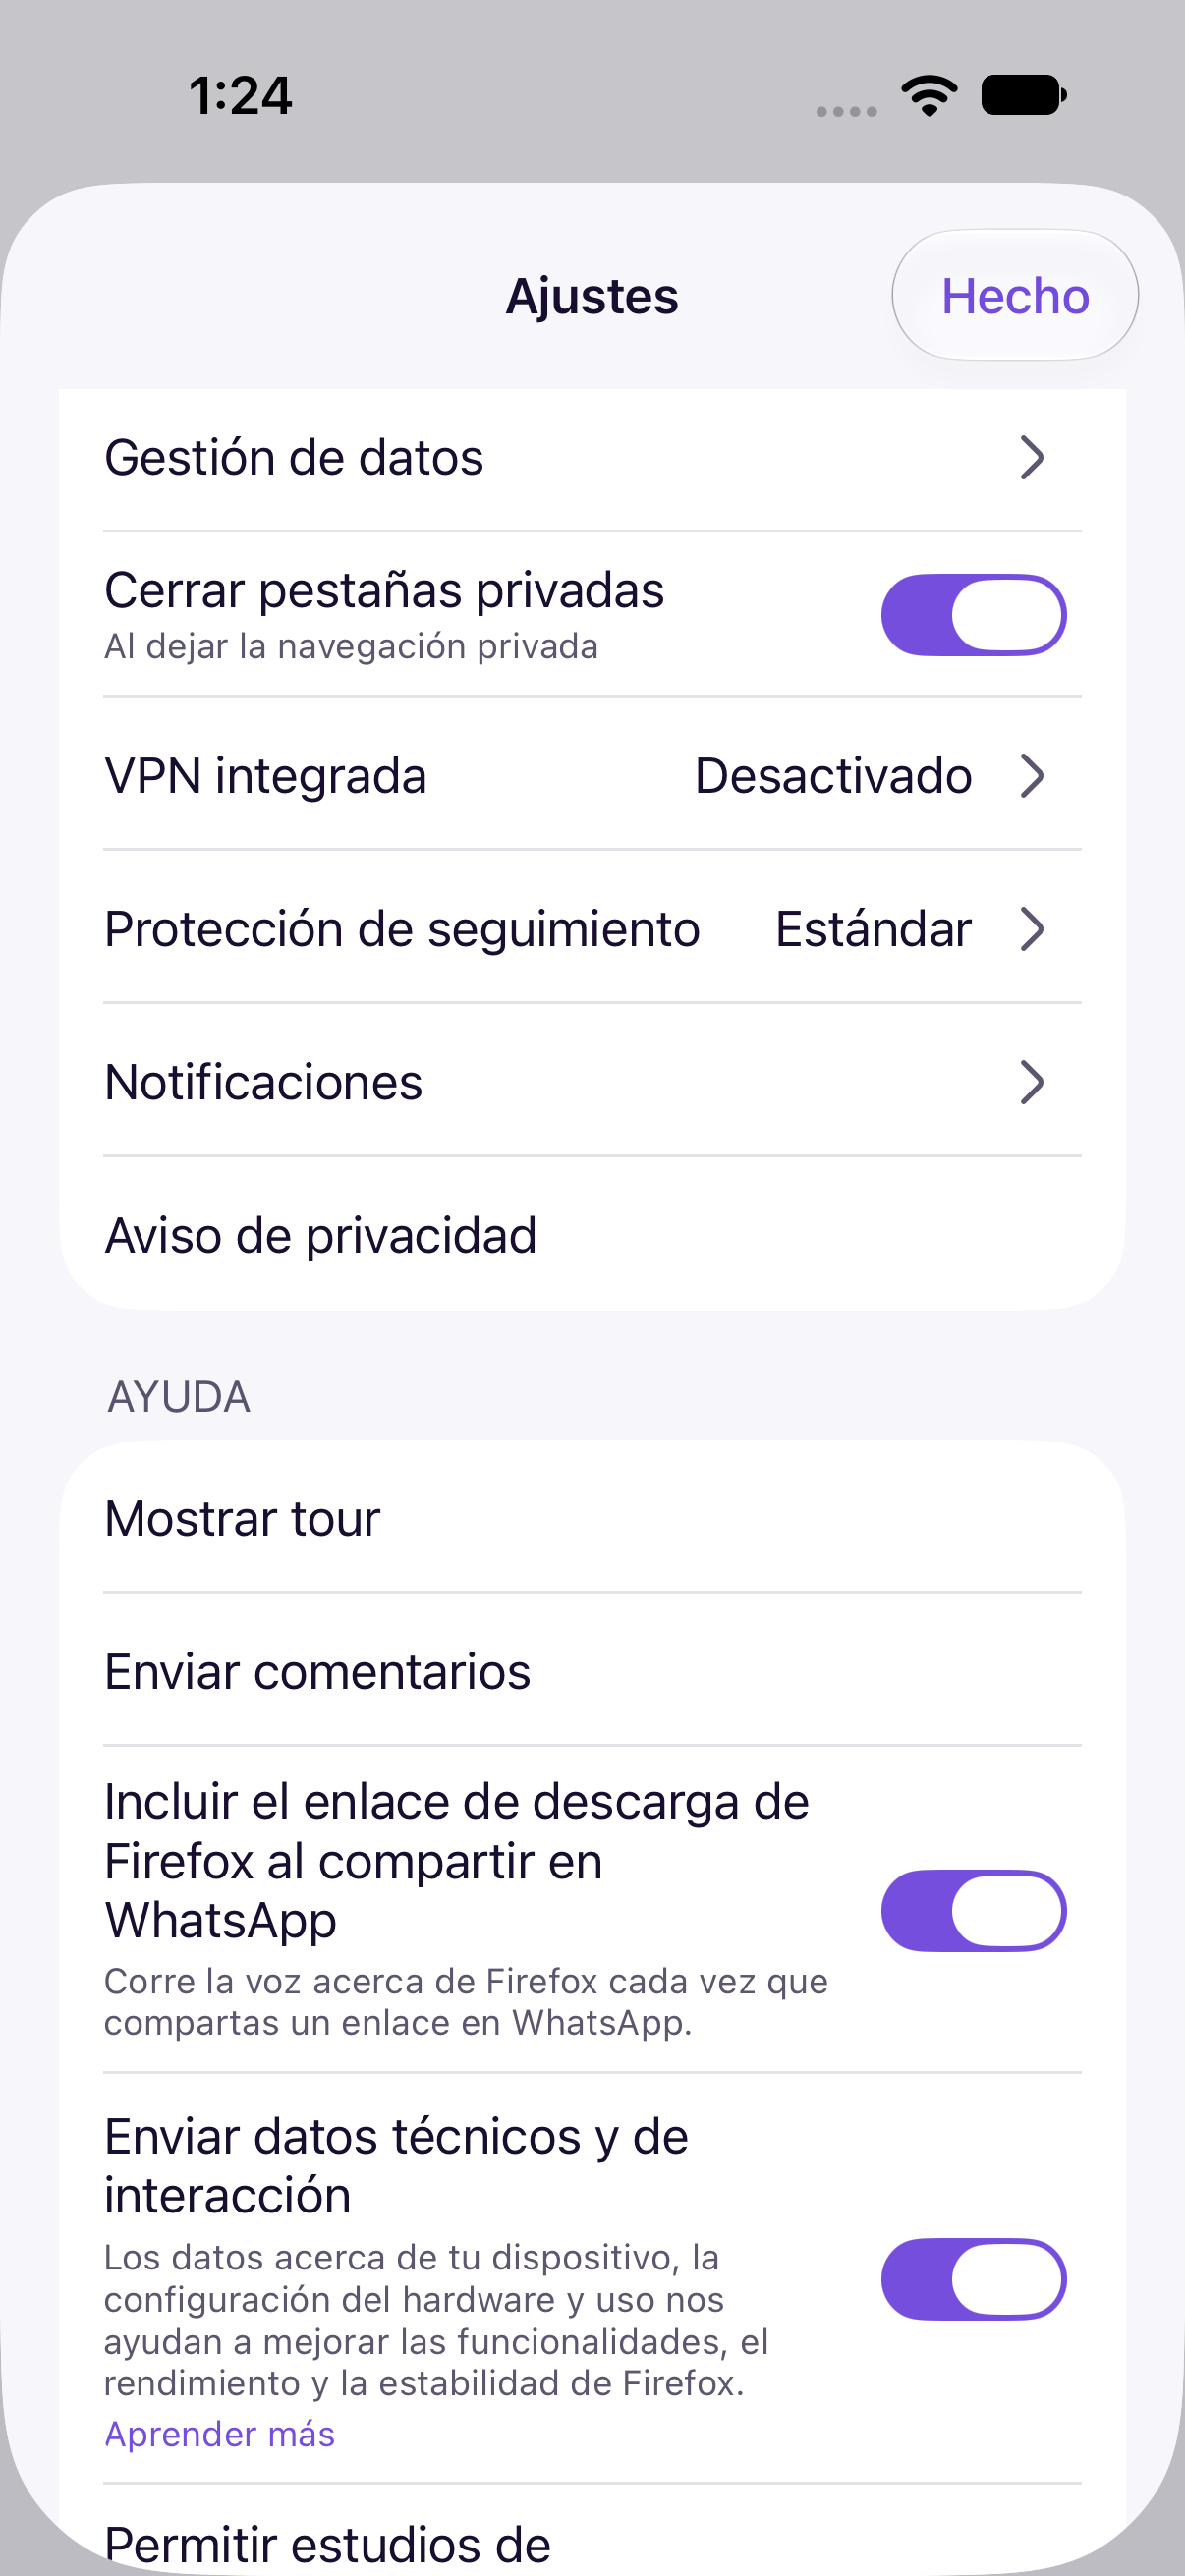 1:24
Ajustes
Hecho
Gestión de datos
Cerrar pestañas privadas
Al dejar la navegación privada
VPN integrada
Desactivado
Protección de seguimiento
Estándar
Notificaciones
Aviso de privacidad
AYUDA
Mostrar tour
Enviar comentarios
Incluir el enlace de descarga de
Firefox al compartir en
WhatsApp
Corre la voz acerca de Firefox cada vez que
compartas un enlace en WhatsApp.
Enviar datos técnicos y de
interacción
Los datos acerca de tu dispositivo, la
configuración del hardware y uso nos
ayudan a mejorar las funcionalidades, el
rendimiento y la estabilidad de Firefox.
Aprender más
Permitir estudios de